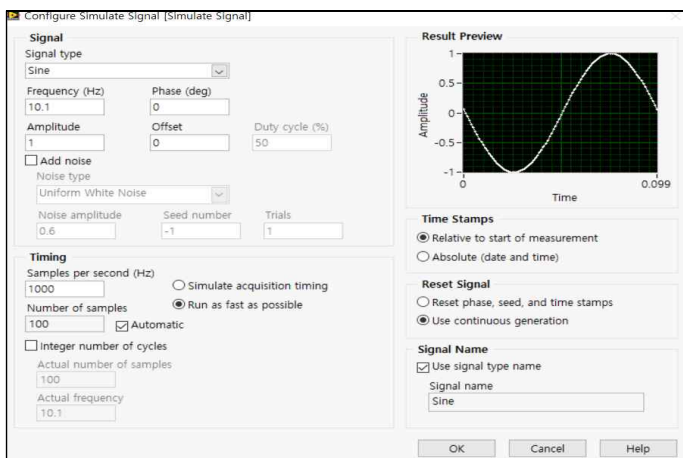 Configure Simulate Signal [Simulate Signal]
Signal
Signal type
Sine
Frequency (Hz) Phase (deg)
10.1 0
Amplitude Offset Duty cycle (%)
1 0 50
Add noise
Noise type
Uniform White Noise
Noise amplitude Seed number Trials
0.6 -1 1
Timing
Samples per second (Hz)
1000 Simulate acquisition timing
Run as fast as possible
Number of samples
100 Automatic
Integer number of cycles
Actual number of samples
100
Actual frequency
10.1
Result Preview
Amplitude
1
0.5
0
-0.5
-1
0 0.099
Time
Time Stamps
Relative to start of measurement
Absolute (date and time)
Reset Signal
Reset phase, seed, and time stamps
Use continuous generation
Signal Name
Use signal type name
Signal name
Sine
OK Cancel Help